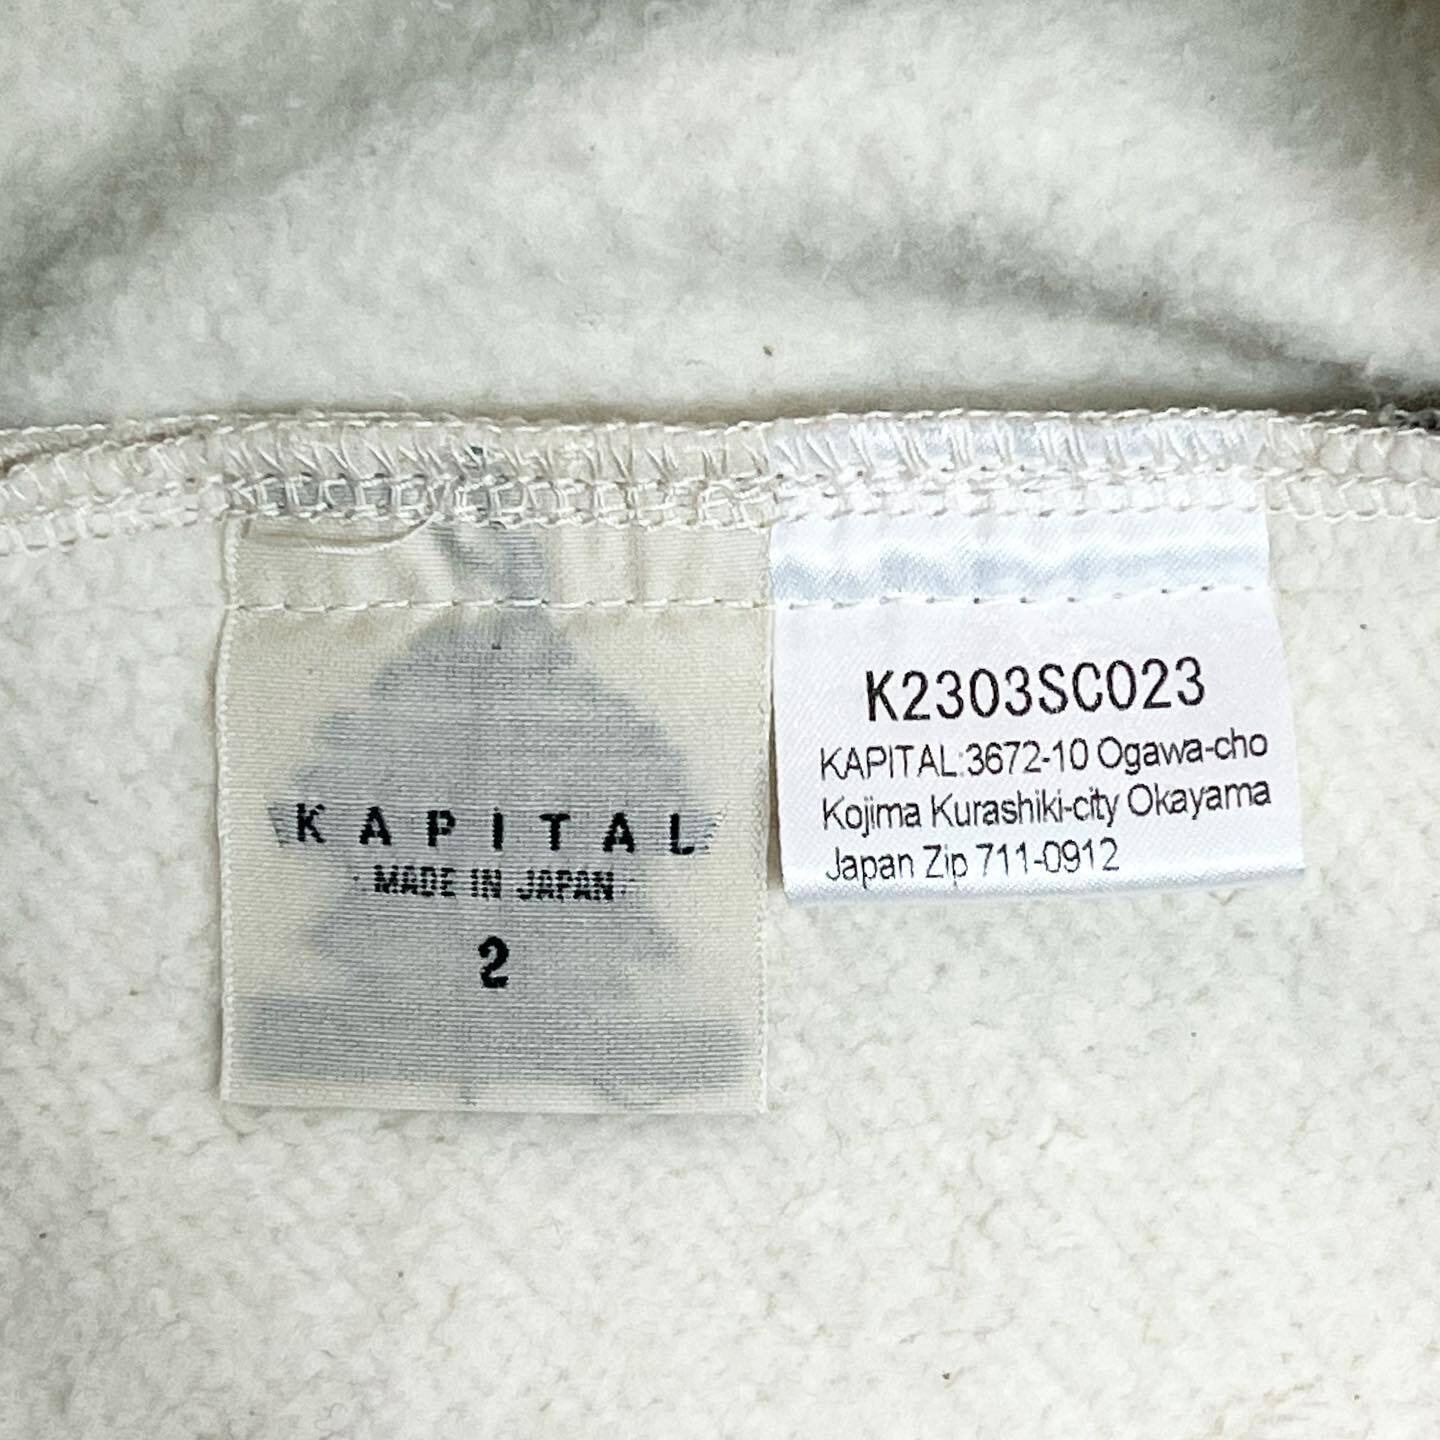 KAPITAL
MADE IN JAPAN
2
K2303SC023
KAPITAL:3672-10 Ogawa-cho
Kojima Kurashiki-city Okayama
Japan Zip 711-0912